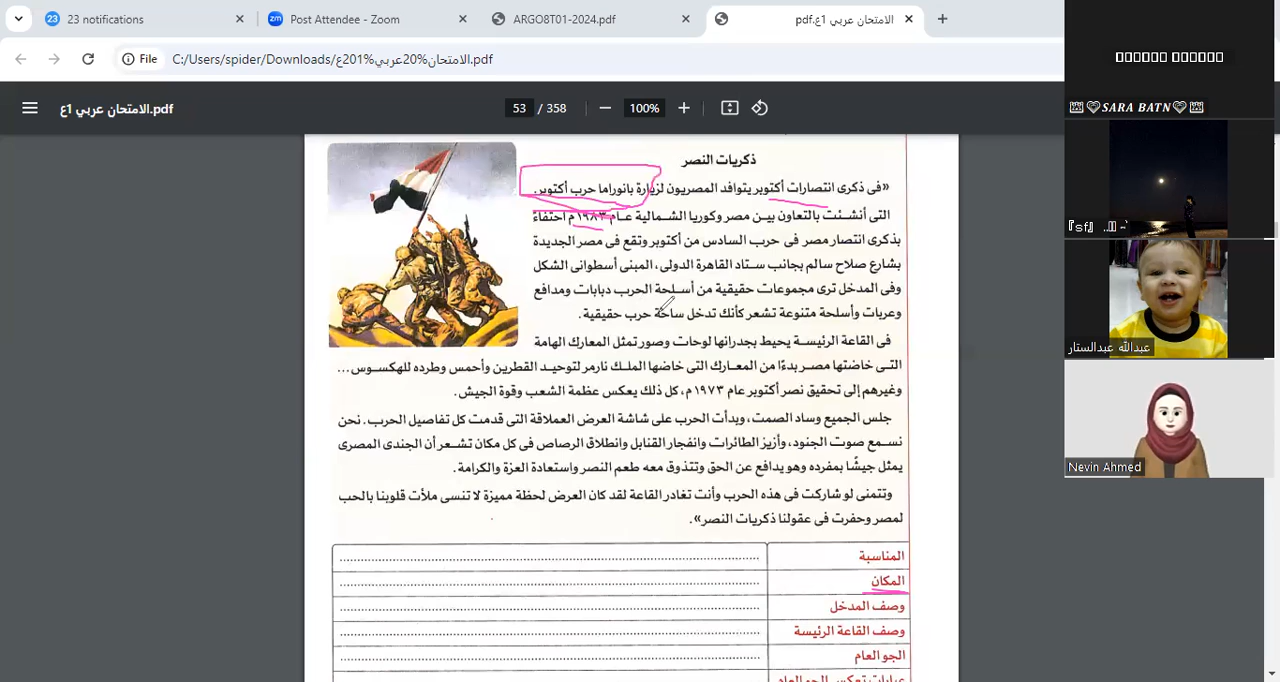 23 notifications
Post Attendee - Zoom
ARGO8T01-2024.pdf
الامتحان عربي 1ع.pdf
File
C:/Users/spider/Downloads/الامتحان%20عربي%201ع.pdf
الامتحان عربي 1ع.pdf
53 / 358
100%
ذكريات النصر
«فى ذكرى انتصارات أكتوبر يتوافد المصريون لزيارة بانوراما حرب أكتوبر.
التى أنشئت بالتعاون بين مصر وكوريا الشمالية عام ١٩٨٣ م احتفاءً
بذكرى انتصار مصر فى حرب السادس من أكتوبر وتقع فى مصر الجديدة
بشارع صلاح سالم بجانب ستاد القاهرة الدولى، المبنى أسطوانى الشكل
وفى المدخل ترى مجموعات حقيقية من أسلحة الحرب دبابات ومدافع
وعربات وأسلحة متنوعة تشعر كأنك تدخل ساحة حرب حقيقية.
فى القاعة الرئيسة يحيط بجدرانها لوحات وصور تمثل المعارك الهامة
التى خاضتها مصر بدءًا من المعارك التى خاضها الملك نارمر لتوحيد القطرين وأحمس وطرده للهكسوس...
وغيرهم إلى تحقيق نصر أكتوبر عام ١٩٧٣ م، كل ذلك يعكس عظمة الشعب وقوة الجيش.
جلس الجميع وساد الصمت، وبدأت الحرب على شاشة العرض العملاقة التى قدمت كل تفاصيل الحرب. نحن
نسمع صوت الجنود، وأزيز الطائرات وانفجار القنابل وانطلاق الرصاص فى كل مكان تشعر أن الجندى المصرى
يمثل جيشًا بمفرده وهو يدافع عن الحق وتتذوق معه طعم النصر واستعادة العزة والكرامة.
وتتمنى لو شاركت فى هذه الحرب وأنت تغادر القاعة لقد كان العرض لحظة مميزة لا تنسى ملأت قلوبنا بالحب
لمصر وحفرت فى عقولنا ذكريات النصر».
المناسبة
المكان
وصف المدخل
وصف القاعة الرئيسة
الجو العام
عبارات تعكس الجو العام
SARA BATN
عبدالله عبدالستار
Nevin Ahmed